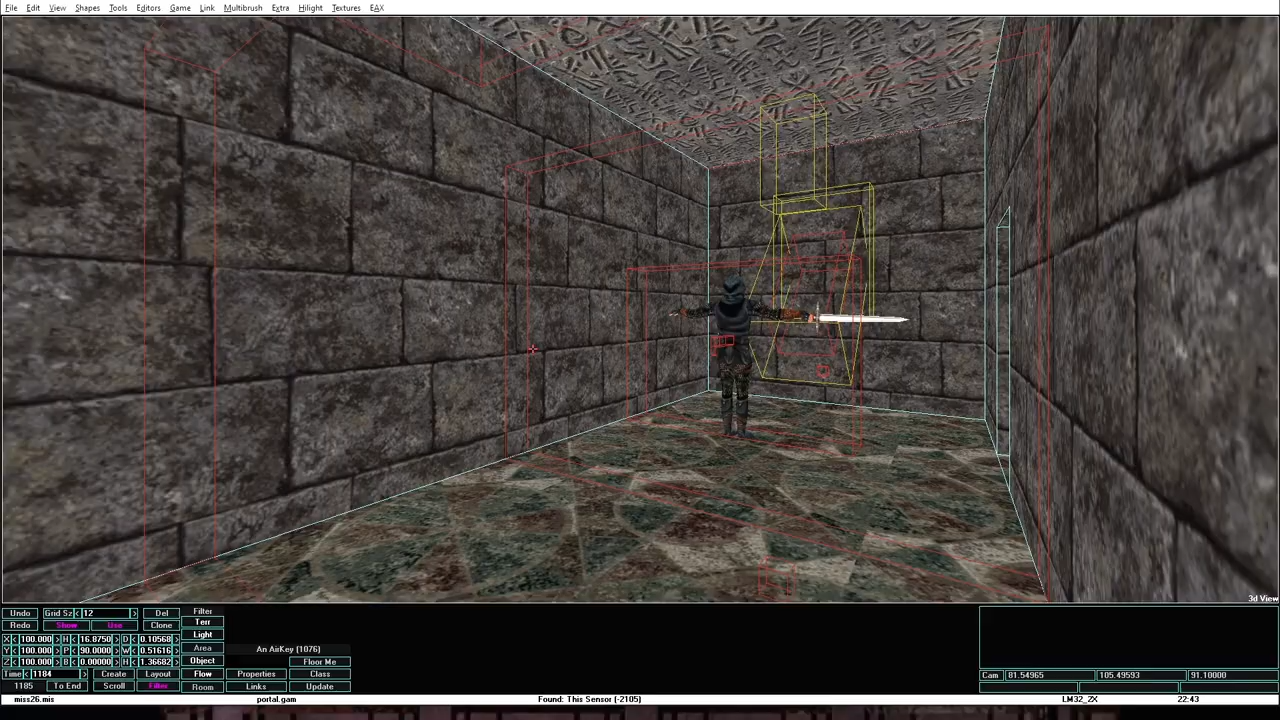 File Edit View Shapes Tools Editors Game Link Multibrush Extra Hilight Textures EAX
3d View
Undo Grid Sz < 12 > Del Filter
Redo Show Use Clone Terr
X < 100.000 > H < 16.8750 > D < 0.10568 > Light
Y < 100.000 > P < 90.0000 > W < 0.51616 > Area An AirKey (1076)
Z < 100.000 > B < 0.00000 > H < 1.36682 > Object Floor Me
Time < 1184 > Create Layout Flow Properties Class Cam 81.54965 105.49593 91.10000
1185 To End Scroll Filter Room Links Update
miss26.mis portal.gam Found: This Sensor (-2105) LM32_ZX 22:43